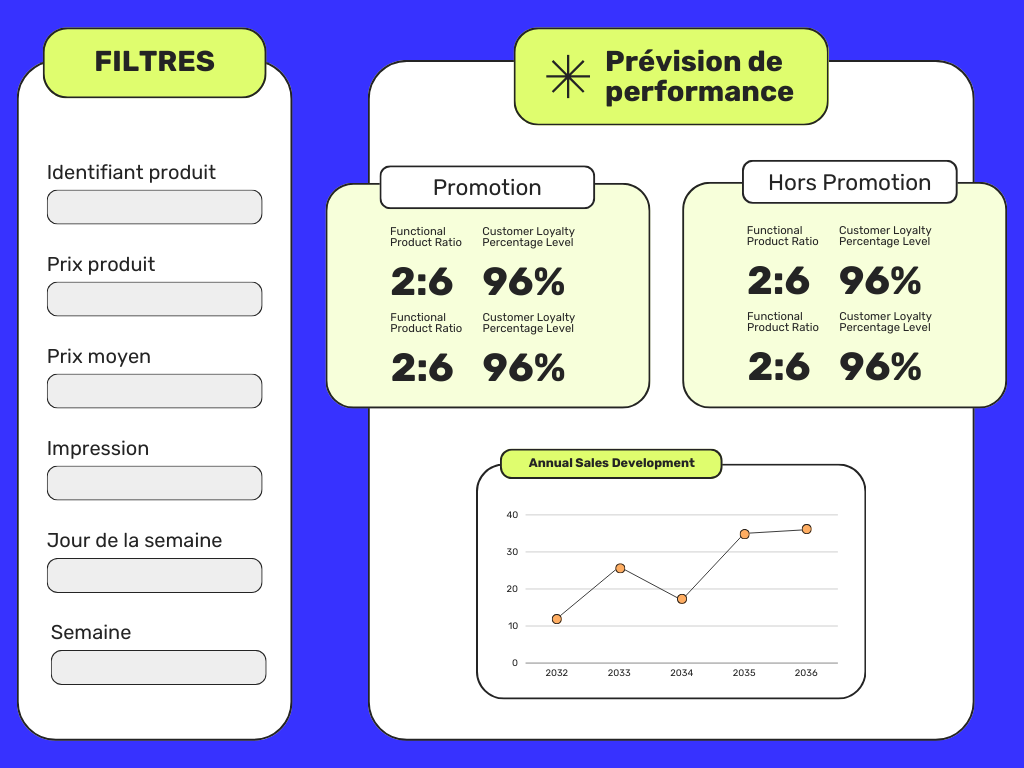 FILTRES
Identifiant produit
Prix produit
Prix moyen
Impression
Jour de la semaine
Semaine
Prévision de
performance
Promotion
Functional
Product Ratio
Customer Loyalty
Percentage Level
2:6
96%
Functional
Product Ratio
Customer Loyalty
Percentage Level
2:6
96%
Hors Promotion
Functional
Product Ratio
Customer Loyalty
Percentage Level
2:6
96%
Functional
Product Ratio
Customer Loyalty
Percentage Level
2:6
96%
Annual Sales Development
40
30
20
10
0
2032 2033 2034 2035 2036